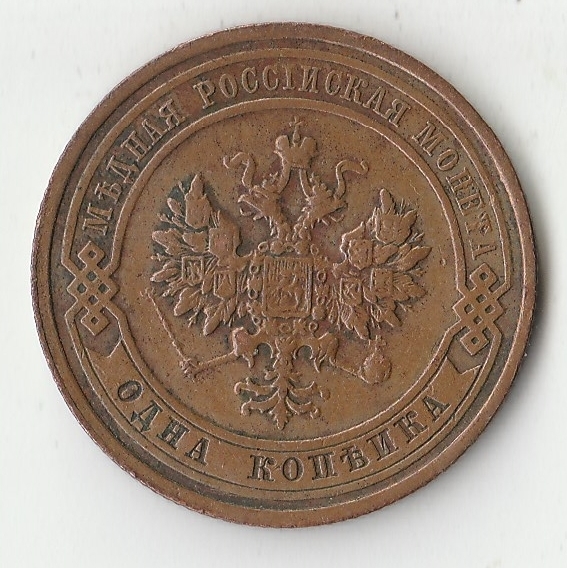 МѢДНАЯ РОССІЙСКАЯ МОНЕТА
ОДНА КОПѢЙКА